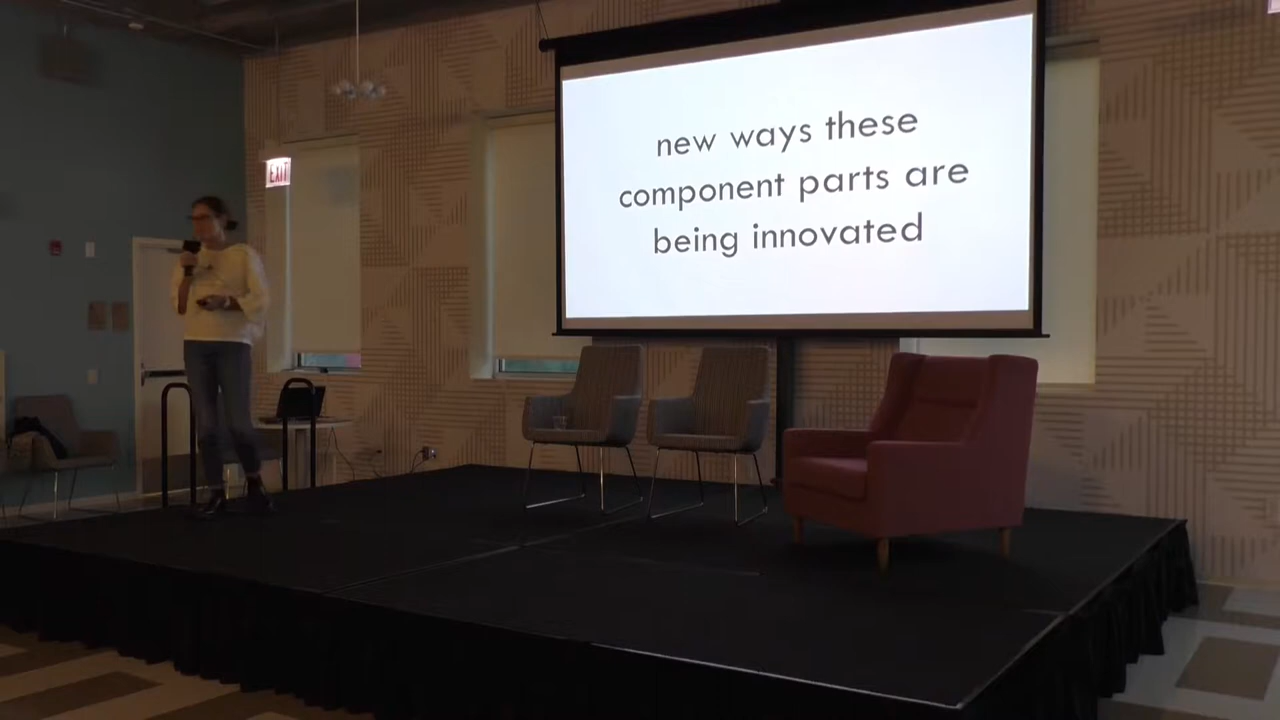 new ways these
component parts are
being innovated
EXIT